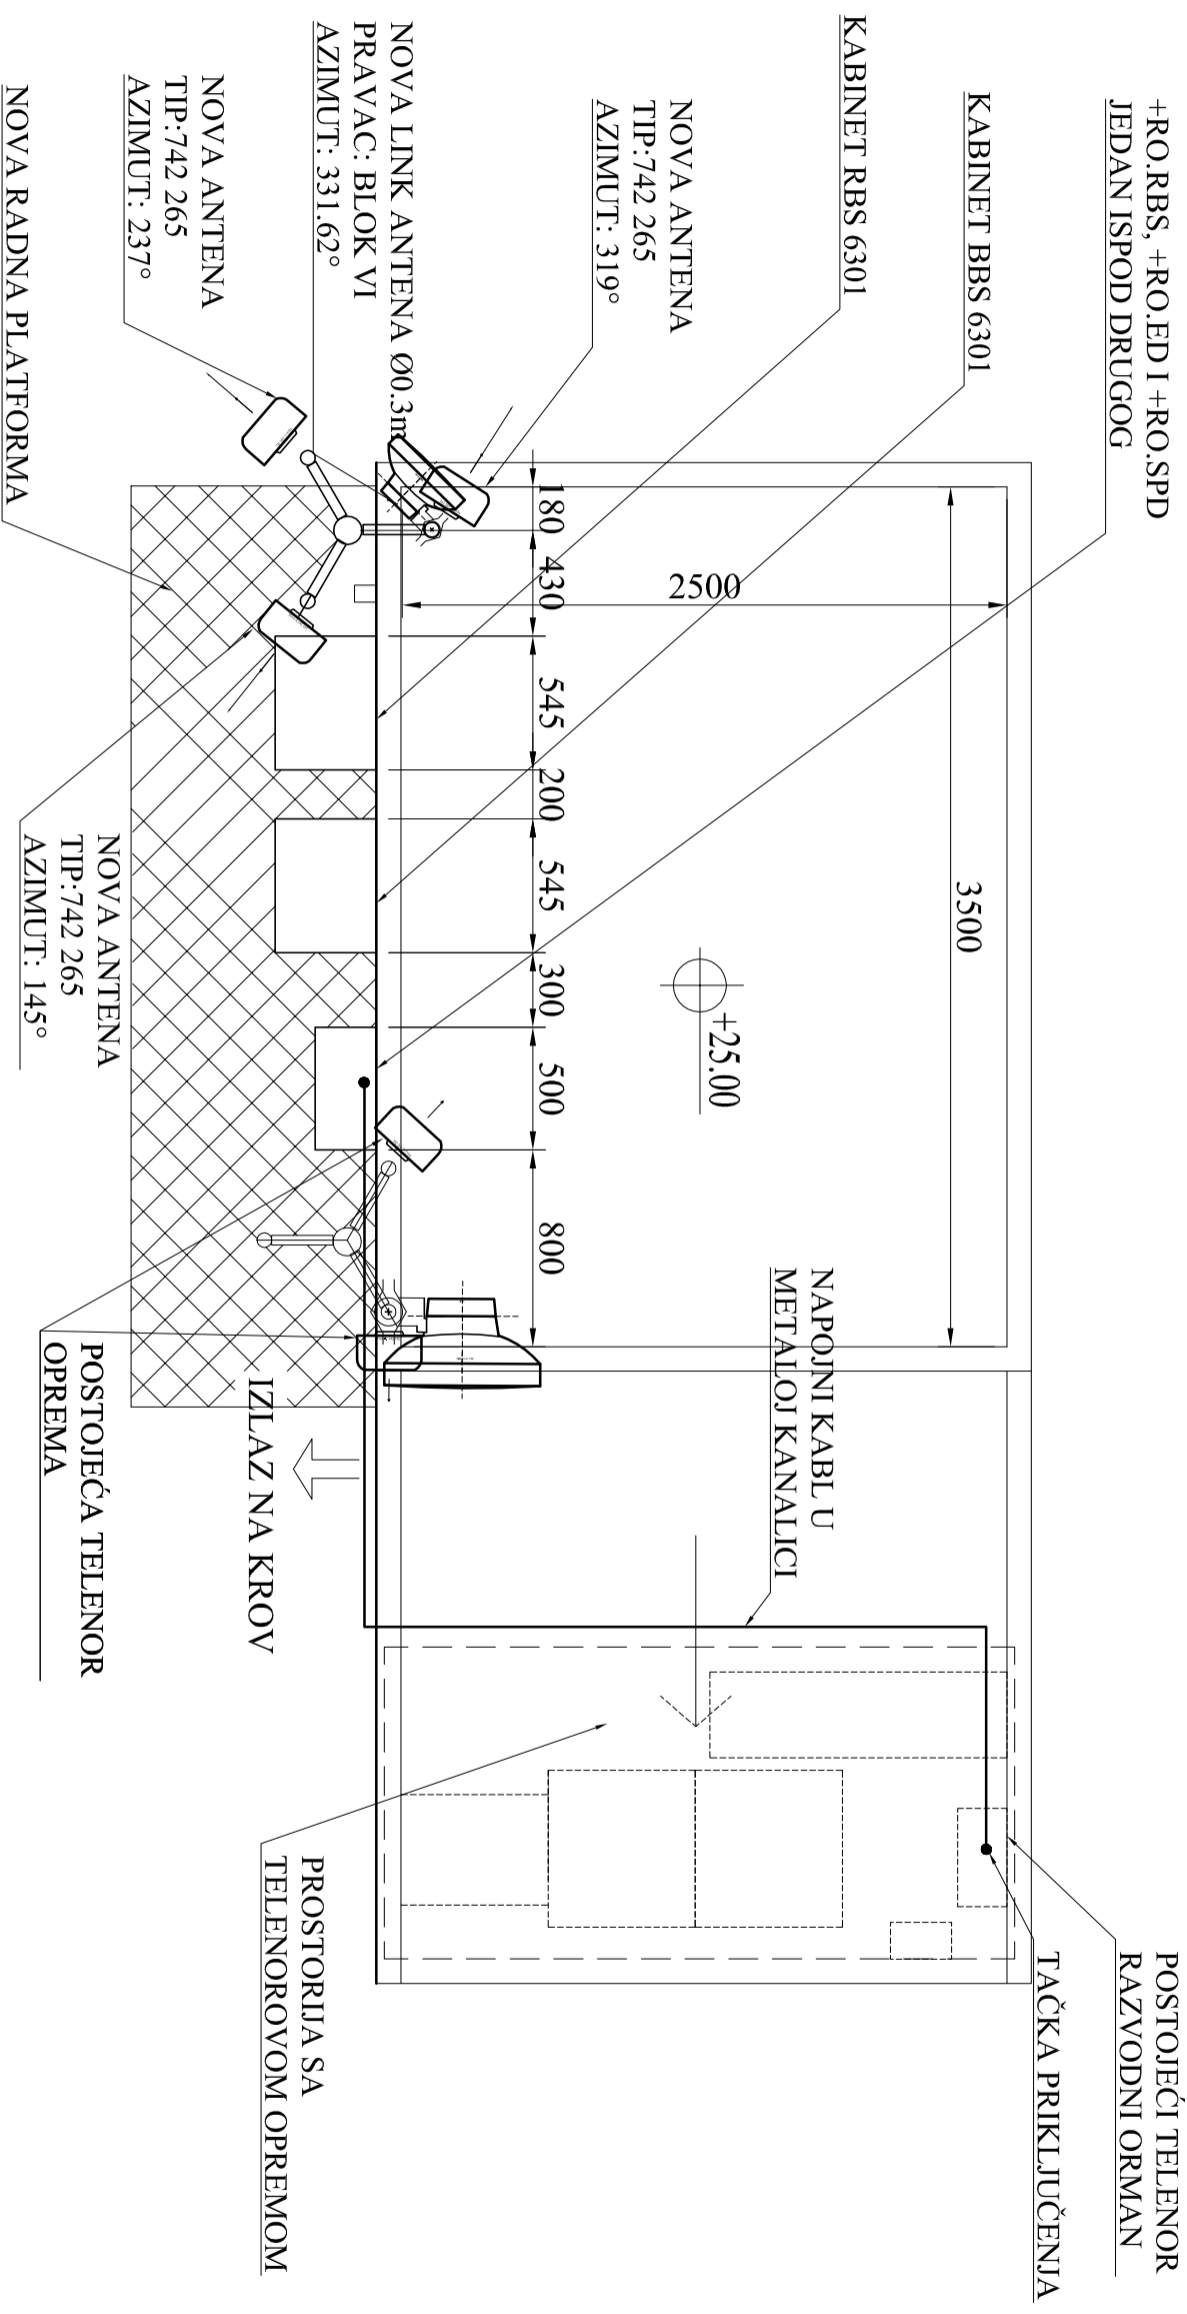 +RO.RBS, +RO.ED I +RO.SPD
JEDAN ISPOD DRUGOG
KABINET BBS 6301
KABINET RBS 6301
NOVA ANTENA
TIP:742 265
AZIMUT: 319°
NOVA LINK ANTENA Ø0.3m
PRAVAC: BLOK VI
AZIMUT: 331.62°
NOVA ANTENA
TIP:742 265
AZIMUT: 237°
NOVA RADNA PLATFORMA
3500
2500
+25.00
180
430
545
200
545
300
500
800
NOVA ANTENA
TIP:742 265
AZIMUT: 145°
NAPOJNI KABL U
METALOJ KANALICI
IZLAZ NA KROV
POSTOJEĆA TELENOR
OPREMA
POSTOJEĆI TELENOR
RAZVODNI ORMAN
TAČKA PRIKLJUČENJA
PROSTORIJA SA
TELENOROVOM OPREMOM